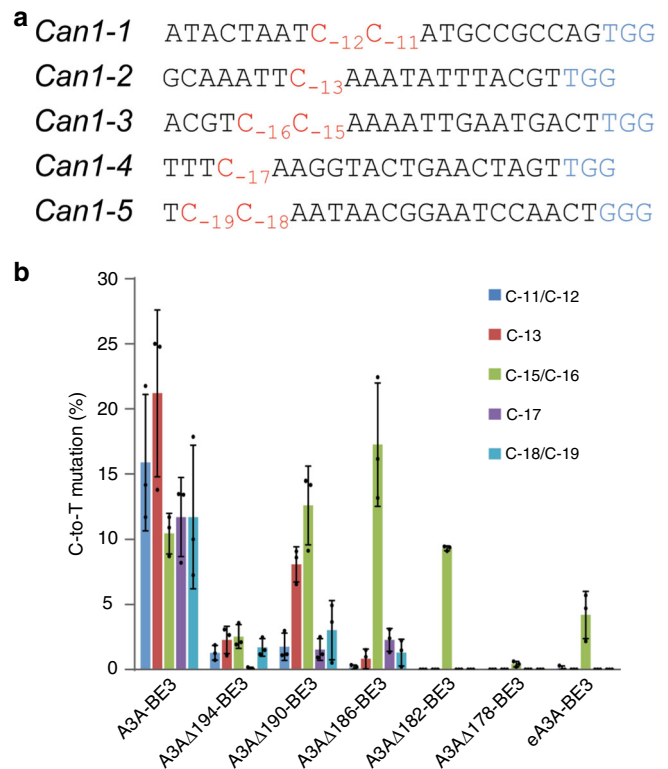 a
Can1-1 ATACTAATC-12C-11ATGCCGCCAGTGG
Can1-2 GCAAATTC-13AAATATTTACGTTGG
Can1-3 ACGTC-16C-15AAAATTGAATGACTTGG
Can1-4 TTTC-17AAGGTACTGAACTAGTTGG
Can1-5 TC-19C-18AATAACGGAATCCAACTGGG
b
C-to-T mutation (%)
30
25
20
15
10
5
0
C-11/C-12
C-13
C-15/C-16
C-17
C-18/C-19
A3A-BE3
A3AΔ194-BE3
A3AΔ190-BE3
A3AΔ186-BE3
A3AΔ182-BE3
A3AΔ178-BE3
eA3A-BE3